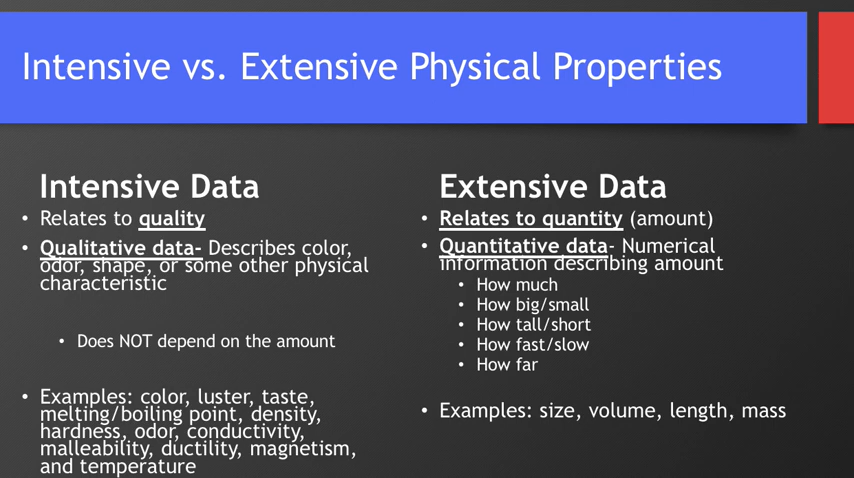 Intensive vs. Extensive Physical Properties
Intensive Data
• Relates to quality
• Qualitative data- Describes color,
odor, shape, or some other physical
characteristic
• Does NOT depend on the amount
• Examples: color, luster, taste,
melting/boiling point, density,
hardness, odor, conductivity,
malleability, ductility, magnetism,
and temperature
Extensive Data
• Relates to quantity (amount)
• Quantitative data- Numerical
information describing amount
• How much
• How big/small
• How tall/short
• How fast/slow
• How far
• Examples: size, volume, length, mass